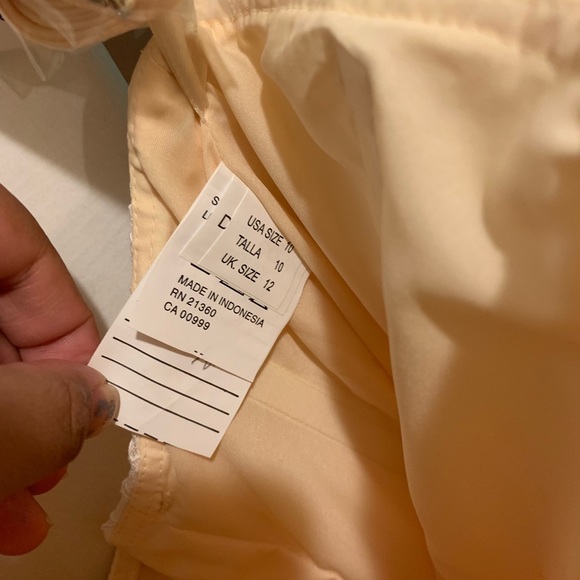 S
L
D
USA SIZE 10
TALLA 10
UK. SIZE 12
MADE IN INDONESIA
RN 21360
CA 00999